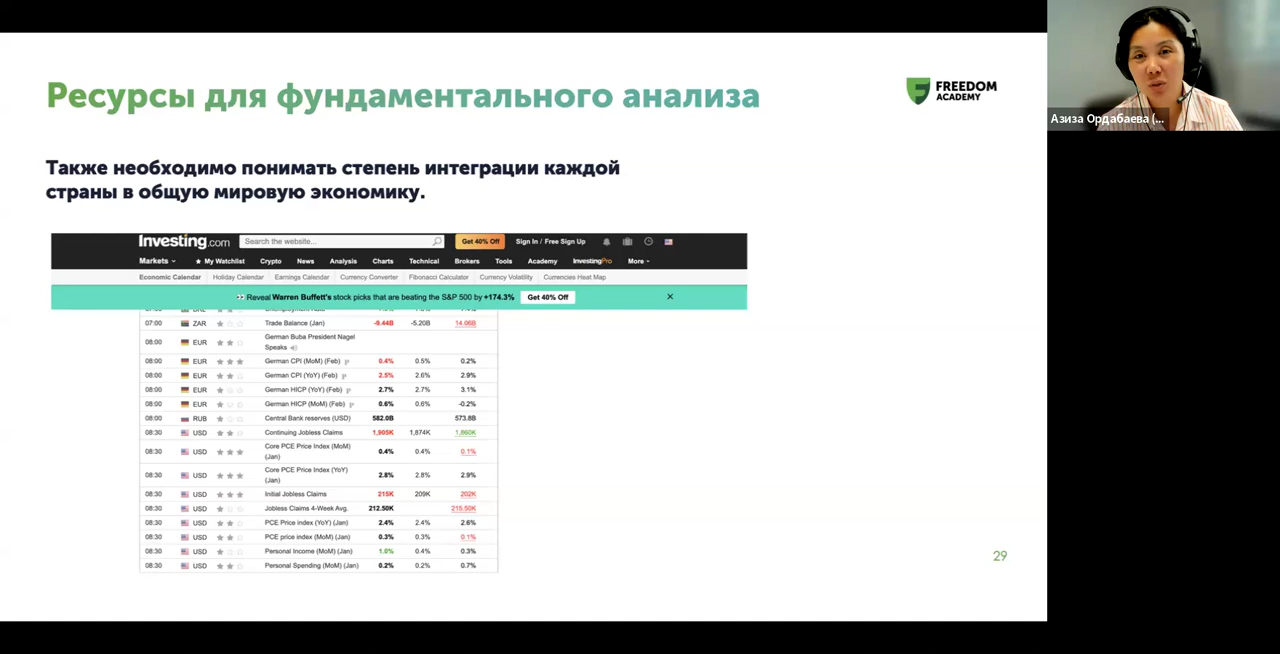 Ресурсы для фундаментального анализа
FREEDOM
ACADEMY
Азиза Ордабаева (...
Также необходимо понимать степень интеграции каждой
страны в общую мировую экономику.
Investing.com Search the website... Get 40% Off Sign In / Free Sign Up
Markets My Watchlist Crypto News Analysis Charts Technical Brokers Tools Academy InvestingPro More
Economic Calendar Holiday Calendar Earnings Calendar Currency Converter Fibonacci Calculator Currency Volatility Currencies Heat Map
Reveal Warren Buffett's stock picks that are beating the S&P 500 by +174.3% Get 40% Off
07:00 ZAR Trade Balance (Jan) -9.44B -5.20B 14.06B
08:00 EUR German Buba President Nagel
Speaks
08:00 EUR German CPI (MoM) (Feb) P 0.4% 0.5% 0.2%
08:00 EUR German CPI (YoY) (Feb) P 2.5% 2.6% 2.9%
08:00 EUR German HICP (YoY) (Feb) P 2.7% 2.7% 3.1%
08:00 EUR German HICP (MoM) (Feb) P 0.6% 0.6% -0.2%
08:00 RUB Central Bank reserves (USD) 582.0B 573.8B
08:30 USD Continuing Jobless Claims 1,905K 1,874K 1,860K
08:30 USD Core PCE Price Index (MoM)
(Jan) 0.4% 0.4% 0.1%
08:30 USD Core PCE Price Index (YoY)
(Jan) 2.8% 2.8% 2.9%
08:30 USD Initial Jobless Claims 215K 209K 202K
08:30 USD Jobless Claims 4-Week Avg. 212.50K 215.50K
08:30 USD PCE Price index (YoY) (Jan) 2.4% 2.4% 2.6%
08:30 USD PCE price index (MoM) (Jan) 0.3% 0.3% 0.1%
08:30 USD Personal Income (MoM) (Jan) 1.0% 0.4% 0.3%
08:30 USD Personal Spending (MoM) (Jan) 0.2% 0.2% 0.7%
29